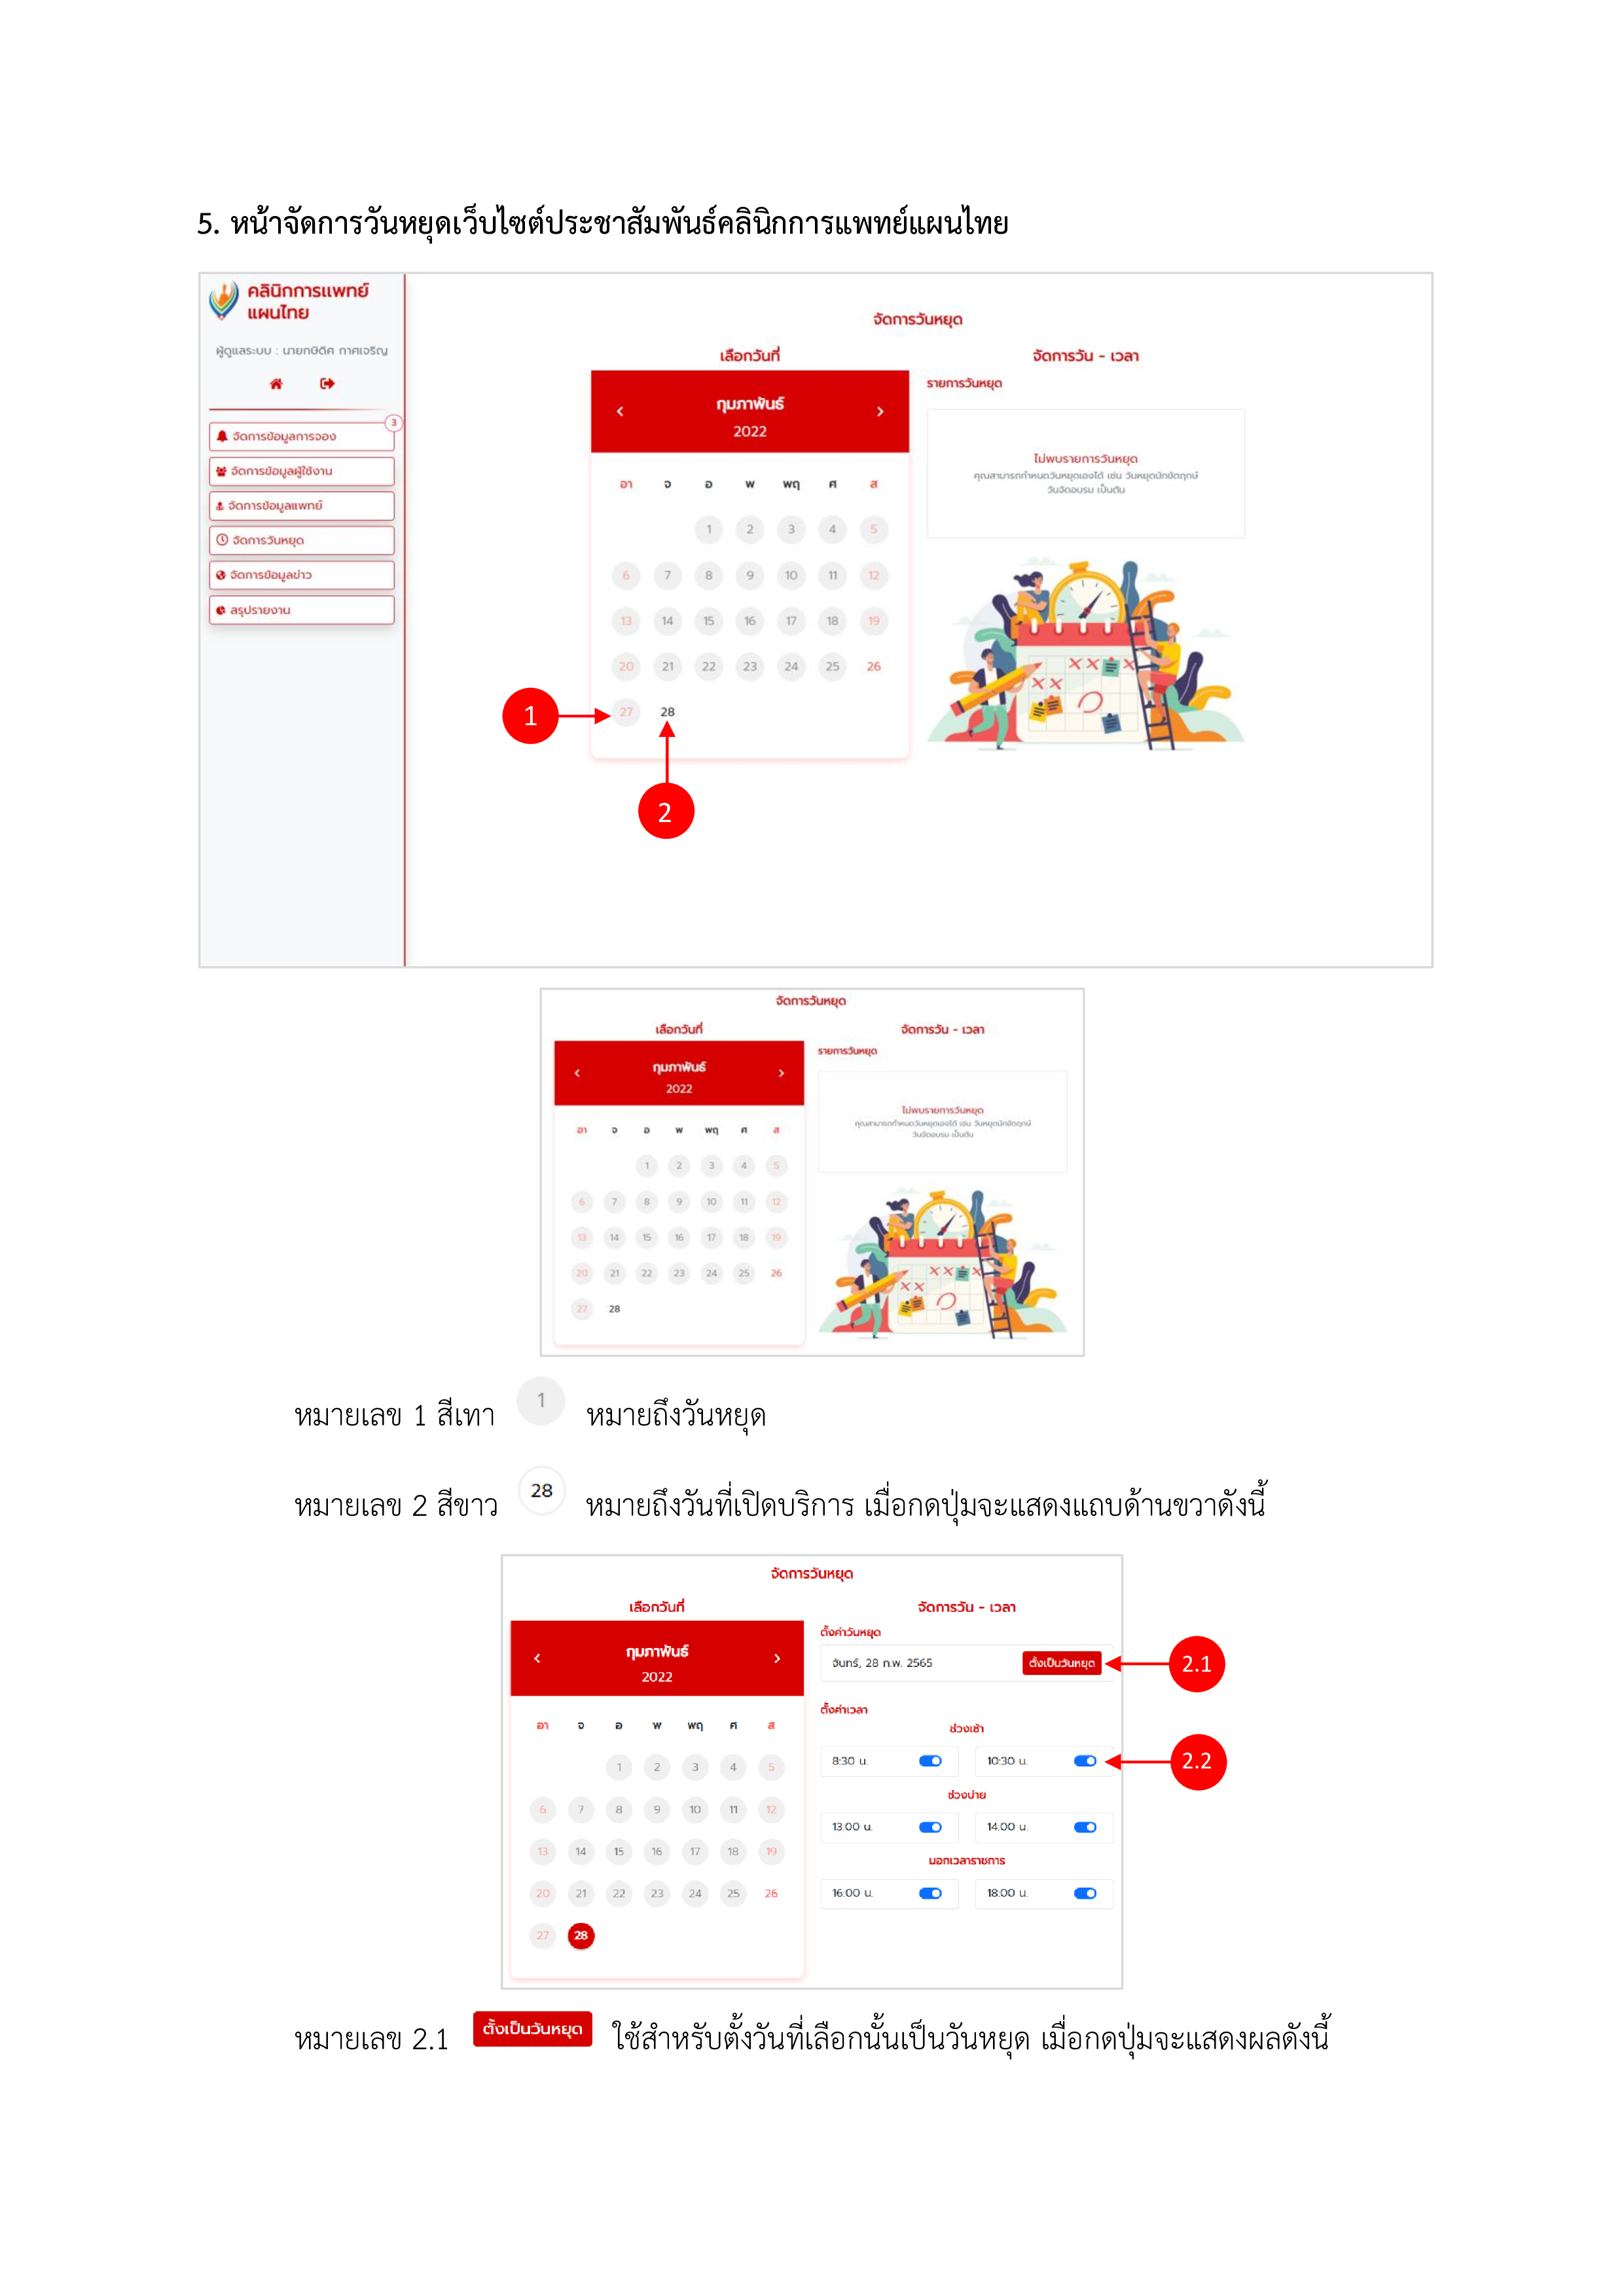 5. หน้าจัดการวันหยุดเว็บไซต์ประชาสัมพันธ์คลินิกการแพทย์แผนไทย
คลินิกการแพทย์
แผนไทย
ผู้ดูแลระบบ : นายกษิดิศ กาศเจริญ
3
จัดการข้อมูลการจอง
จัดการข้อมูลผู้ใช้งาน
จัดการข้อมูลแพทย์
จัดการวันหยุด
จัดการข้อมูลข่าว
สรุปรายงาน
จัดการวันหยุด
เลือกวันที่
กุมภาพันธ์
2022
อา จ อ พ พฤ ศ ส
1 2 3 4 5
6 7 8 9 10 11 12
13 14 15 16 17 18 19
20 21 22 23 24 25 26
27 28
1
2
จัดการวัน - เวลา
รายการวันหยุด
ไม่พบรายการวันหยุด
คุณสามารถกำหนดวันหยุดเองได้ เช่น วันหยุดนักขัตฤกษ์
วันจัดอบรม เป็นต้น
จัดการวันหยุด
เลือกวันที่
กุมภาพันธ์
2022
อา จ อ พ พฤ ศ ส
1 2 3 4 5
6 7 8 9 10 11 12
13 14 15 16 17 18 19
20 21 22 23 24 25 26
27 28
จัดการวัน - เวลา
รายการวันหยุด
ไม่พบรายการวันหยุด
คุณสามารถกำหนดวันหยุดเองได้ เช่น วันหยุดนักขัตฤกษ์
วันจัดอบรม เป็นต้น
หมายเลข 1 สีเทา 1 หมายถึงวันหยุด
หมายเลข 2 สีขาว 28 หมายถึงวันที่เปิดบริการ เมื่อกดปุ่มจะแสดงแถบด้านขวาดังนี้
จัดการวันหยุด
เลือกวันที่
กุมภาพันธ์
2022
อา จ อ พ พฤ ศ ส
1 2 3 4 5
6 7 8 9 10 11 12
13 14 15 16 17 18 19
20 21 22 23 24 25 26
27 28
จัดการวัน - เวลา
ตั้งค่าวันหยุด
จันทร์, 28 ก.พ. 2565 ตั้งเป็นวันหยุด 2.1
ตั้งค่าเวลา
ช่วงเช้า
8:30 น. 10:30 น. 2.2
ช่วงบ่าย
13:00 น. 14:00 น.
นอกเวลาราชการ
16:00 น. 18:00 น.
หมายเลข 2.1 ตั้งเป็นวันหยุด ใช้สำหรับตั้งวันที่เลือกนั้นเป็นวันหยุด เมื่อกดปุ่มจะแสดงผลดังนี้